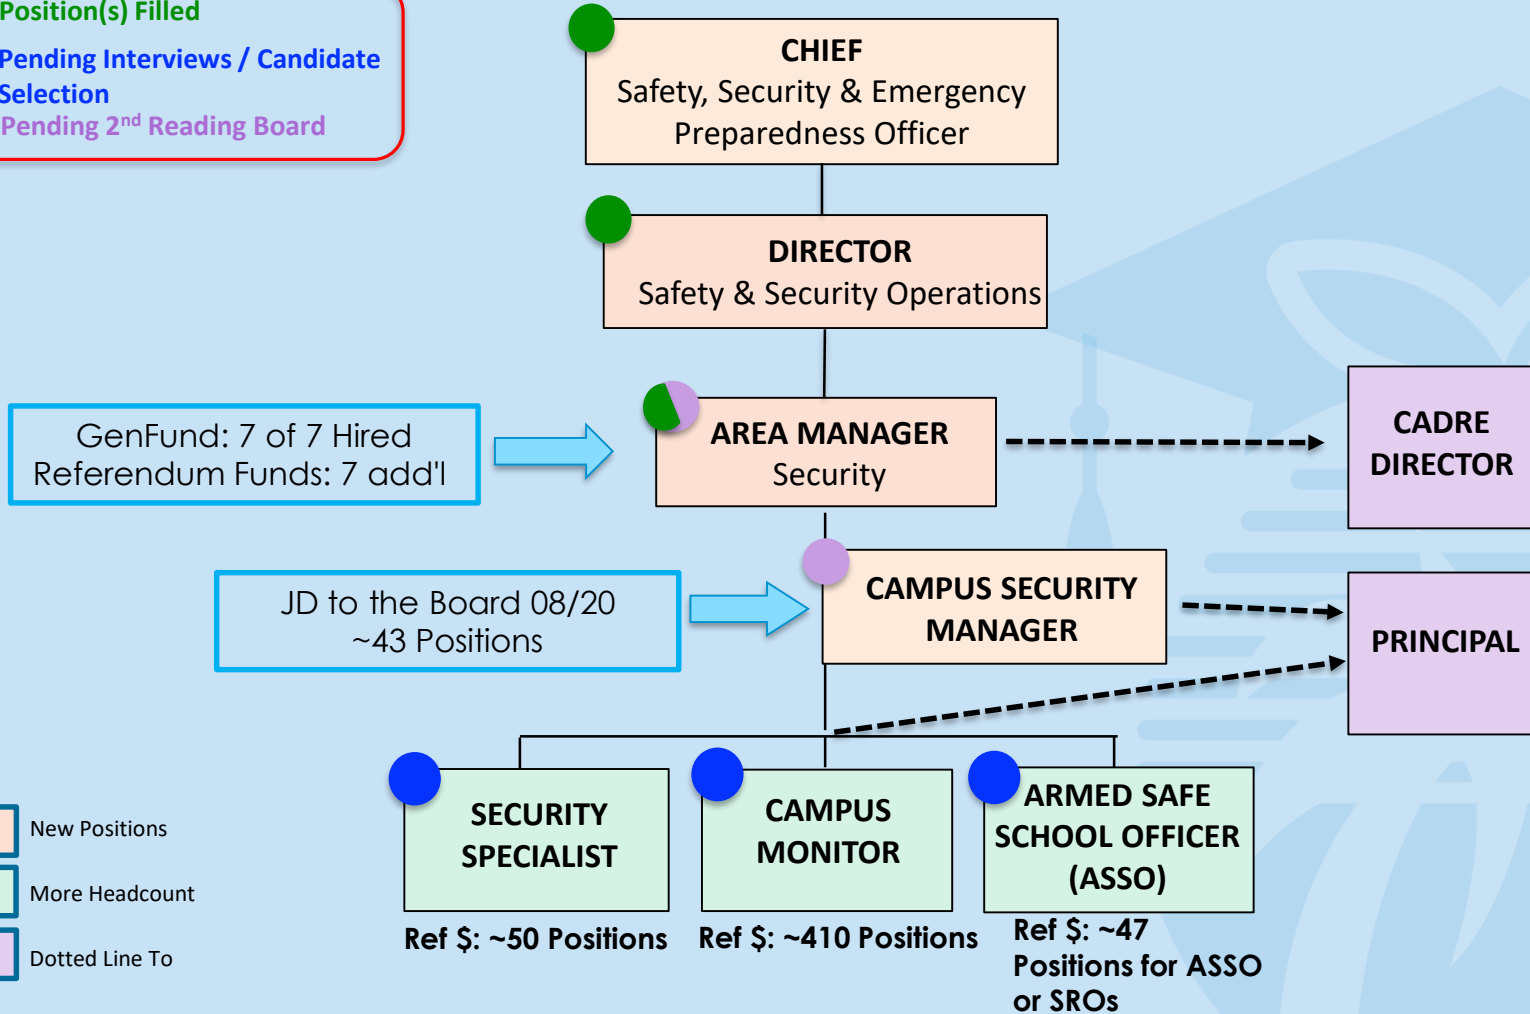 Position(s) Filled
Pending Interviews / Candidate
Selection
Pending 2nd Reading Board
CHIEF
Safety, Security & Emergency
Preparedness Officer
DIRECTOR
Safety & Security Operations
GenFund: 7 of 7 Hired
Referendum Funds: 7 add'l
AREA MANAGER
Security
CADRE
DIRECTOR
JD to the Board 08/20
~43 Positions
CAMPUS SECURITY
MANAGER
PRINCIPAL
SECURITY
SPECIALIST
CAMPUS
MONITOR
ARMED SAFE
SCHOOL OFFICER
(ASSO)
Ref $: ~50 Positions
Ref $: ~410 Positions
Ref $: ~47
Positions for ASSO
or SROs
New Positions
More Headcount
Dotted Line To